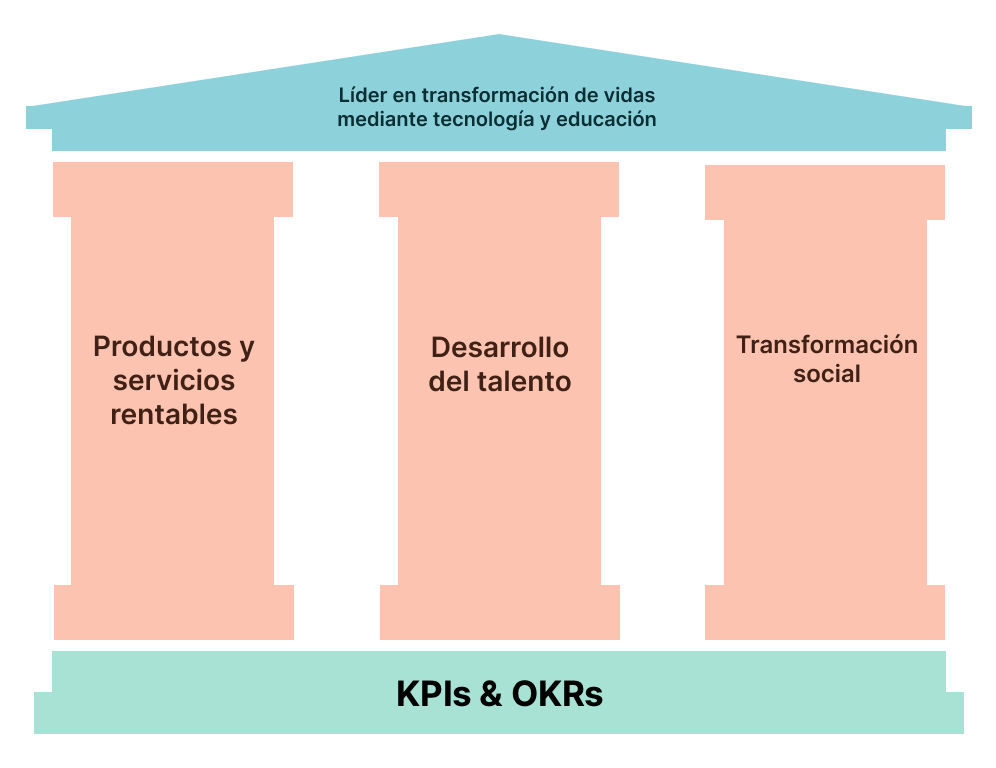 Líder en transformación de vidas
mediante tecnología y educación
Productos y
servicios
rentables
Desarrollo
del talento
Transformación
social
KPIs & OKRs